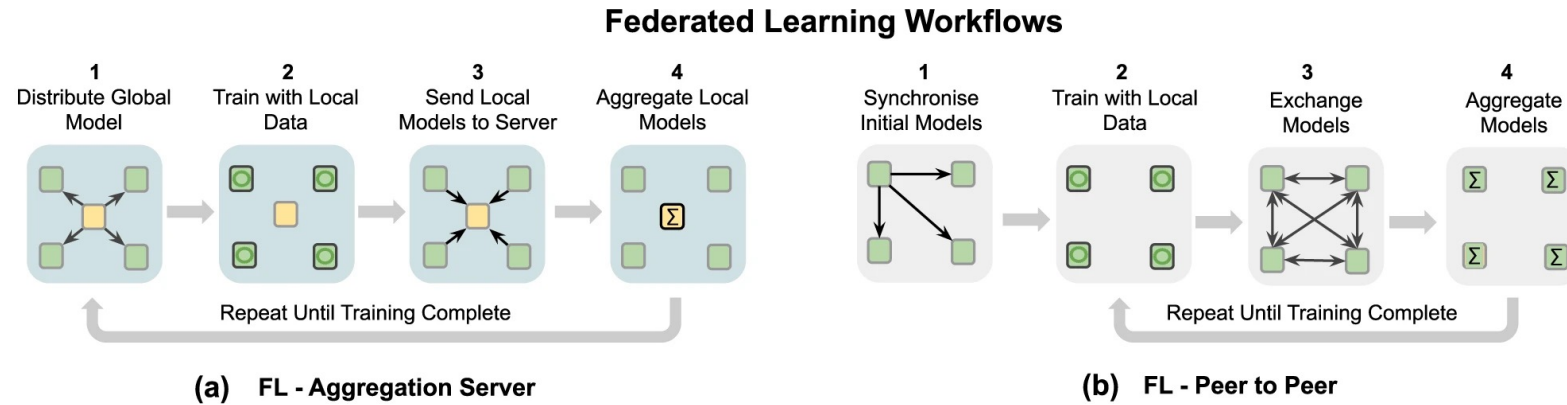 Federated Learning Workflows
1
Distribute Global
Model
2
Train with Local
Data
3
Send Local
Models to Server
4
Aggregate Local
Models
Σ
Repeat Until Training Complete
(a) FL - Aggregation Server
1
Synchronise
Initial Models
2
Train with Local
Data
3
Exchange
Models
4
Aggregate
Models
Σ Σ
Σ Σ
Repeat Until Training Complete
(b) FL - Peer to Peer